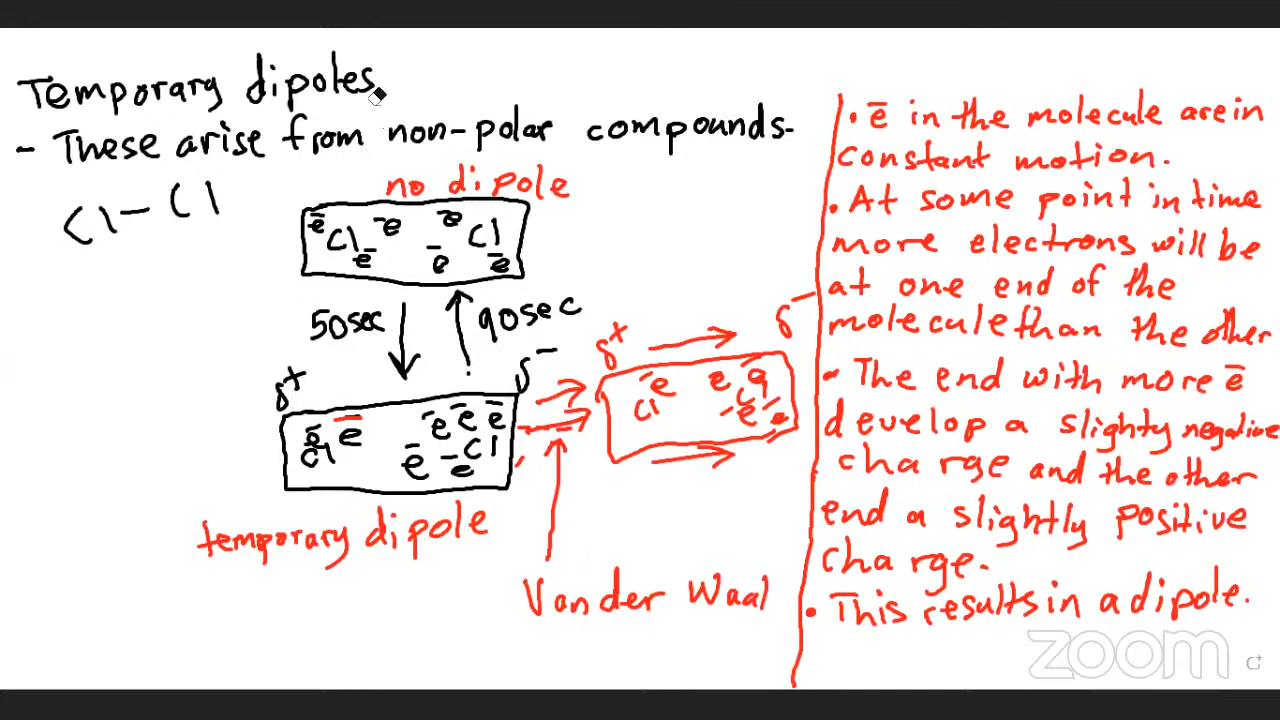 Temporary dipoles
- These arise from non-polar compounds.
Cl-Cl
no dipole
ē Cl ē ē Cl
ē ē ē
50sec
90sec
δ+
δ-
ē ē ē ē ē
Cl ē ē Cl
temporary dipole
δ+
δ-
Cl ē e
ē e
Van der Waal
• ē in the molecule are in
constant motion.
• At some point in time
more electrons will be
at one end of the
molecule than the other
- The end with more ē
develop a slighty negative
charge and the other
end a slightly positive
charge.
• This results in a dipole.
zoom